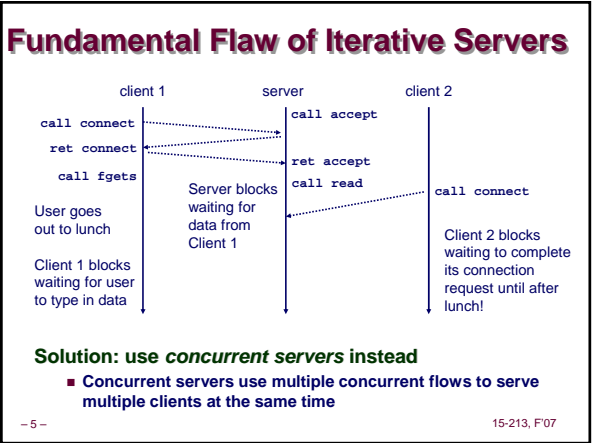 Fundamental Flaw of Iterative Servers
client 1
server
client 2
call connect
call accept
ret connect
ret accept
call fgets
call read
call connect
User goes
out to lunch
Server blocks
waiting for
data from
Client 1
Client 1 blocks
waiting for user
to type in data
Client 2 blocks
waiting to complete
its connection
request until after
lunch!
Solution: use concurrent servers instead
■ Concurrent servers use multiple concurrent flows to serve
multiple clients at the same time
– 5 –
15-213, F'07